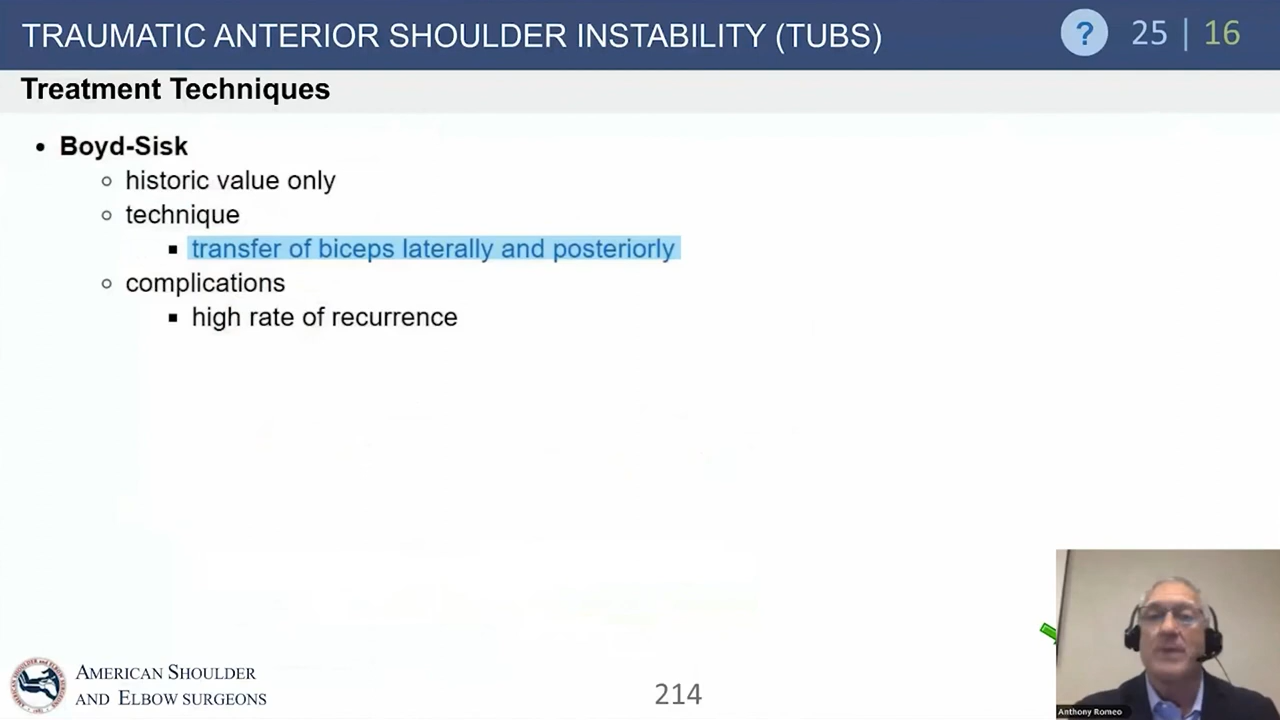 TRAUMATIC ANTERIOR SHOULDER INSTABILITY (TUBS)
? 25 | 16
Treatment Techniques
• Boyd-Sisk
○ historic value only
○ technique
▪ transfer of biceps laterally and posteriorly
○ complications
▪ high rate of recurrence
AMERICAN SHOULDER
AND ELBOW SURGEONS
214
Anthony Romeo